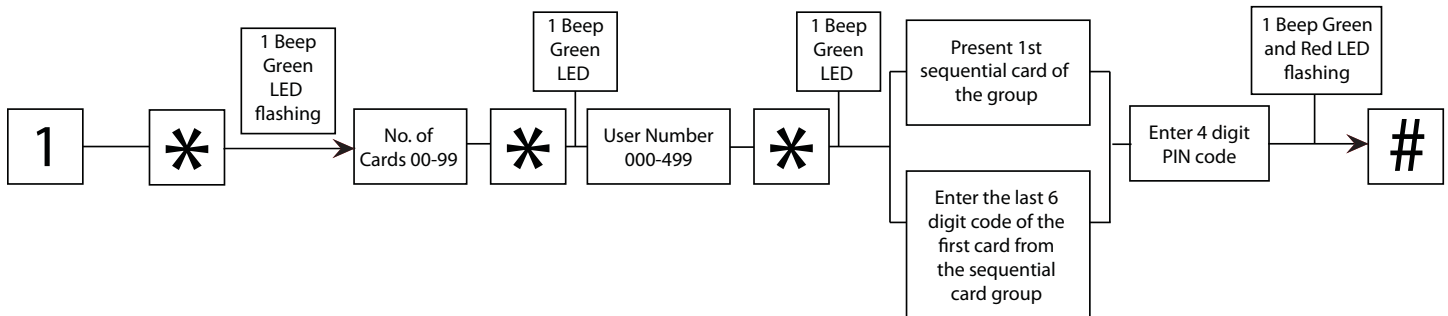 1
*
1 Beep
Green
LED
flashing
No. of
Cards 00-99
*
1 Beep
Green
LED
User Number
000-499
*
1 Beep
Green
LED
Present 1st
sequential card of
the group
Enter the last 6
digit code of the
first card from
the sequential
card group
Enter 4 digit
PIN code
1 Beep Green
and Red LED
flashing
#